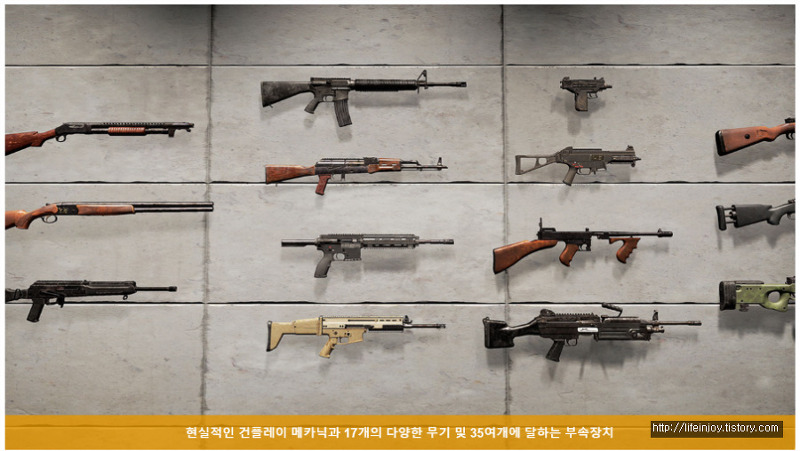 현실적인 건플레이 메카닉과 17개의 다양한 무기 및 35여개에 달하는 부속장치
http://lifeinjoy.tistory.com